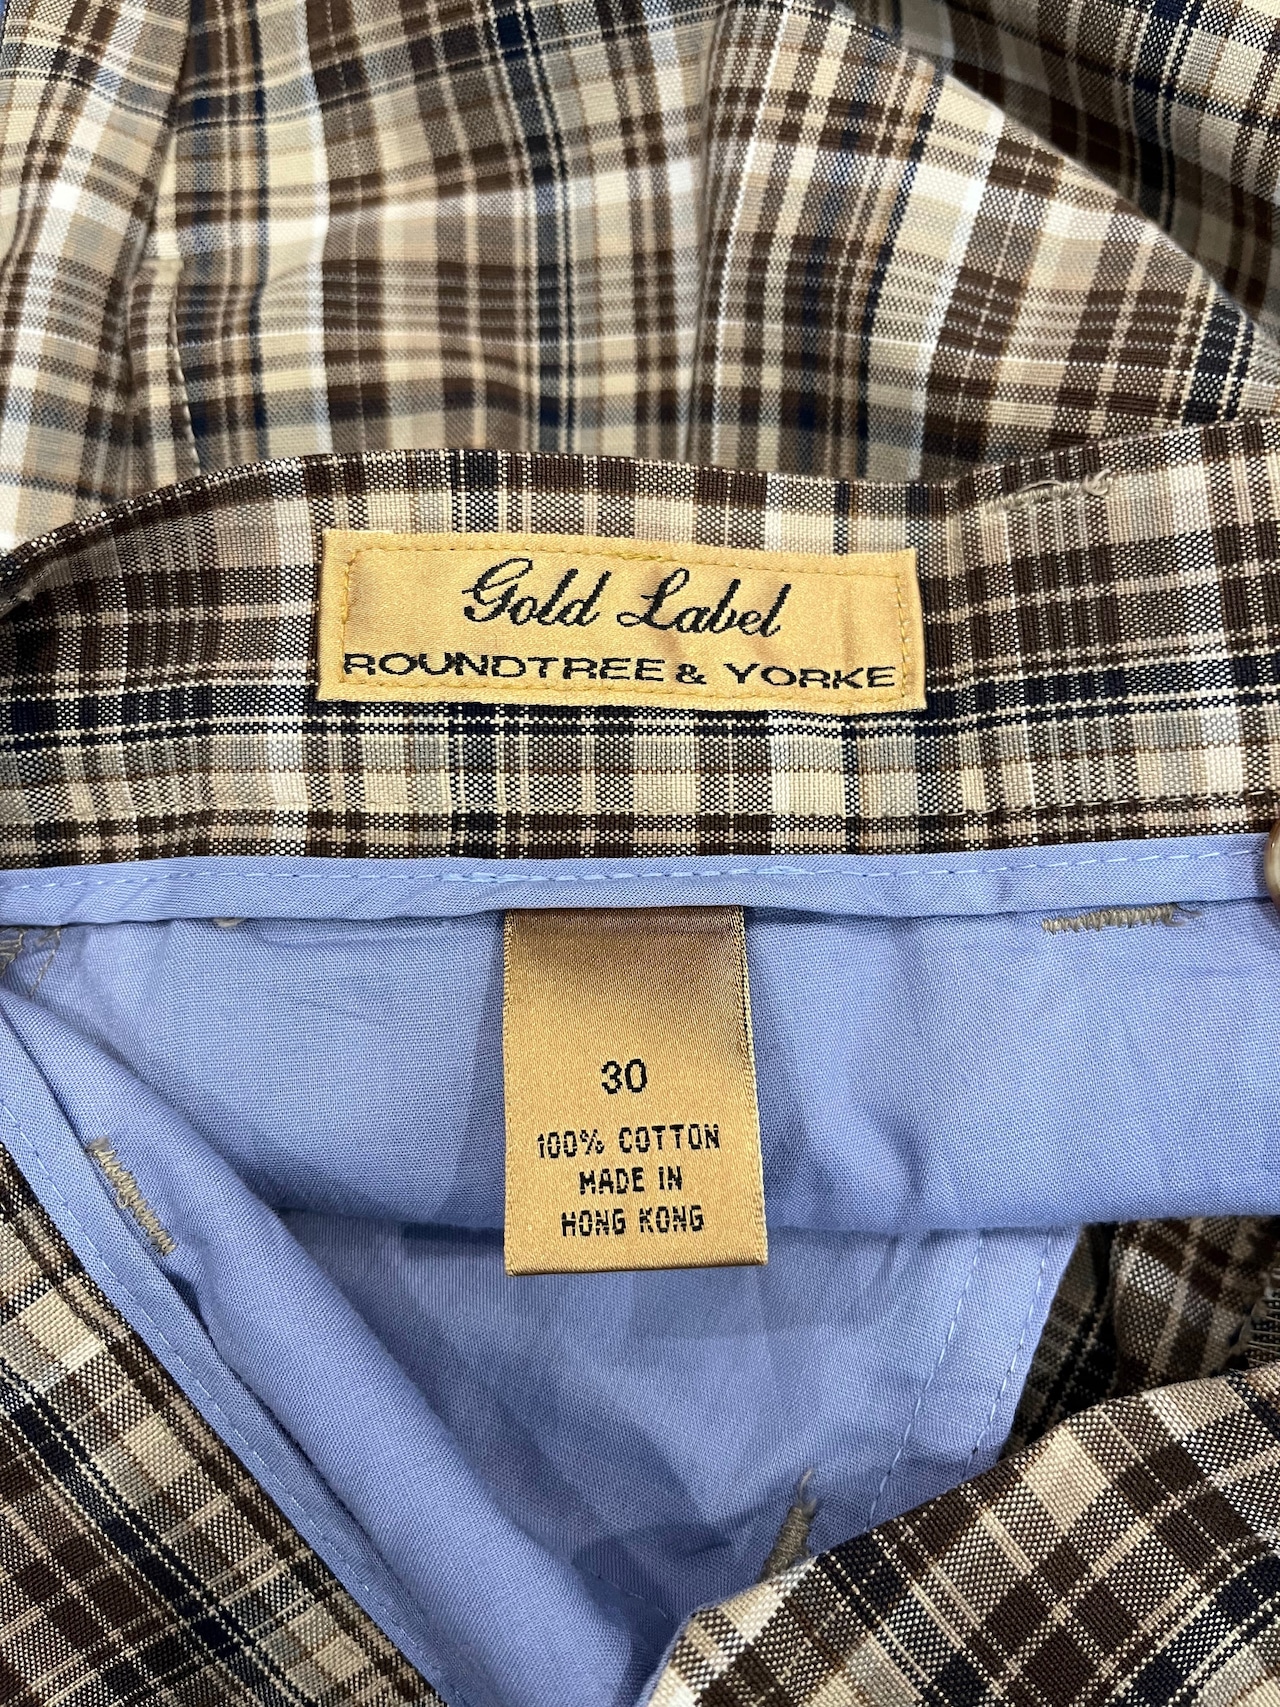 Gold Label
ROUNDTREE & YORKE
30
100% COTTON
MADE IN
HONG KONG